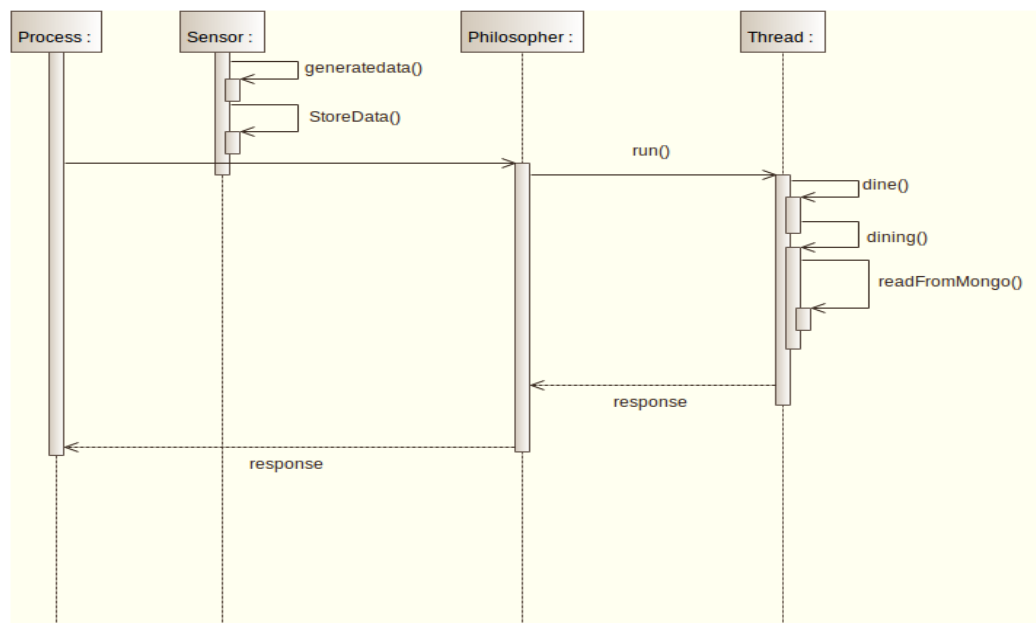 Process :
Sensor :
Philosopher :
Thread :
generatedata()
StoreData()
run()
dine()
dining()
readFromMongo()
response
response